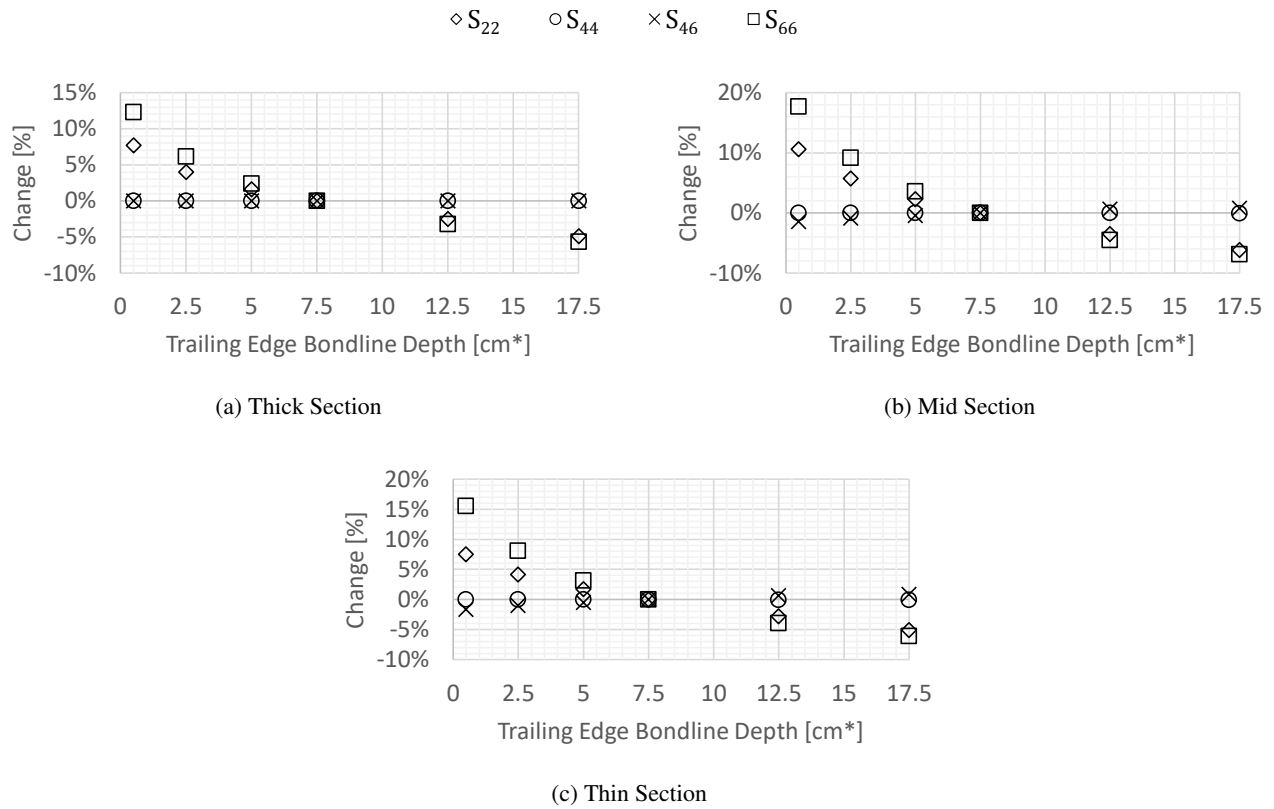 S22 S44 S46 S66
15%
10%
5%
0%
-5%
-10%
Change [%]
0 2.5 5 7.5 10 12.5 15 17.5
Trailing Edge Bondline Depth [cm*]
(a) Thick Section
20%
10%
0%
-10%
Change [%]
0 2.5 5 7.5 10 12.5 15 17.5
Trailing Edge Bondline Depth [cm*]
(b) Mid Section
20%
15%
10%
5%
0%
-5%
-10%
Change [%]
0 2.5 5 7.5 10 12.5 15 17.5
Trailing Edge Bondline Depth [cm*]
(c) Thin Section